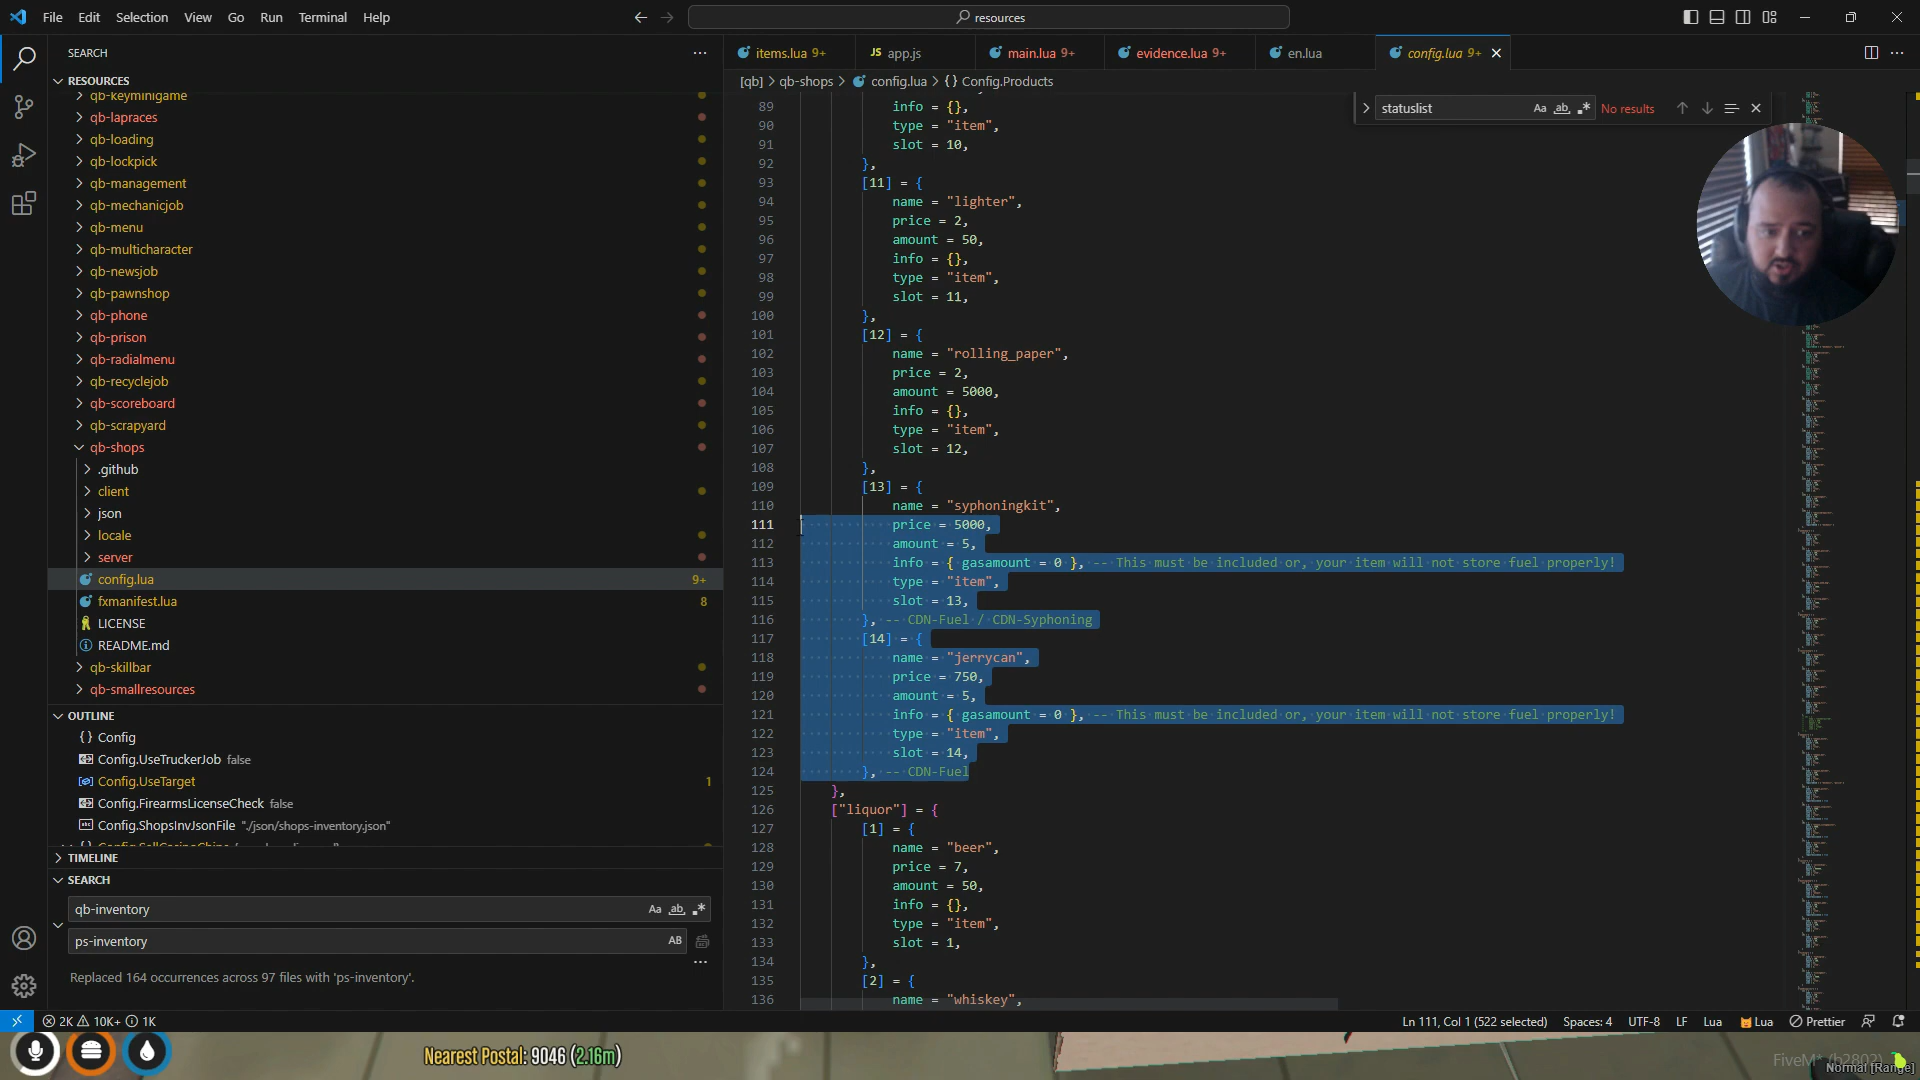 File Edit Selection View Go Run Terminal Help
resources
SEARCH
RESOURCES
qb-keyminigame
qb-lapraces
qb-loading
qb-lockpick
qb-management
qb-mechanicjob
qb-menu
qb-multicharacter
qb-newsjob
qb-pawnshop
qb-phone
qb-prison
qb-radialmenu
qb-recyclejob
qb-scoreboard
qb-scrapyard
qb-shops
.github
client
json
locale
server
config.lua 9+
fxmanifest.lua 8
LICENSE
README.md
qb-skillbar
qb-smallresources
OUTLINE
{} Config
Config.UseTruckerJob false
Config.UseTarget 1
Config.FirearmsLicenseCheck false
Config.ShopsInvJsonFile "./json/shops-inventory.json"
TIMELINE
SEARCH
qb-inventory Aa ab
ps-inventory AB
Replaced 164 occurrences across 97 files with 'ps-inventory'.
items.lua 9+ JS app.js main.lua 9+ evidence.lua 9+ en.lua config.lua 9+
[qb] > qb-shops > config.lua > {} Config.Products
statuslist Aa ab No results
89 info = {},
90 type = "item",
91 slot = 10,
92 },
93 [11] = {
94 name = "lighter",
95 price = 2,
96 amount = 50,
97 info = {},
98 type = "item",
99 slot = 11,
100 },
101 [12] = {
102 name = "rolling_paper",
103 price = 2,
104 amount = 5000,
105 info = {},
106 type = "item",
107 slot = 12,
108 },
109 [13] = {
110 name = "syphoningkit",
111 price = 5000,
112 amount = 5,
113 info = { gasamount = 0 }, -- This must be included or, your item will not store fuel properly!
114 type = "item",
115 slot = 13,
116 }, -- CDN-Fuel / CDN-Syphoning
117 [14] = {
118 name = "jerrycan",
119 price = 750,
120 amount = 5,
121 info = { gasamount = 0 }, -- This must be included or, your item will not store fuel properly!
122 type = "item",
123 slot = 14,
124 }, -- CDN-Fuel
125 },
126 ["liquor"] = {
127 [1] = {
128 name = "beer",
129 price = 7,
130 amount = 50,
131 info = {},
132 type = "item",
133 slot = 1,
134 },
135 [2] = {
136 name = "whiskey",
2K 10K+ 1K Ln 111, Col 1 (522 selected) Spaces: 4 UTF-8 LF Lua Lua Prettier
Nearest Postal: 9046 (2.16m)
FiveM* (b2802)
Normal [Range]